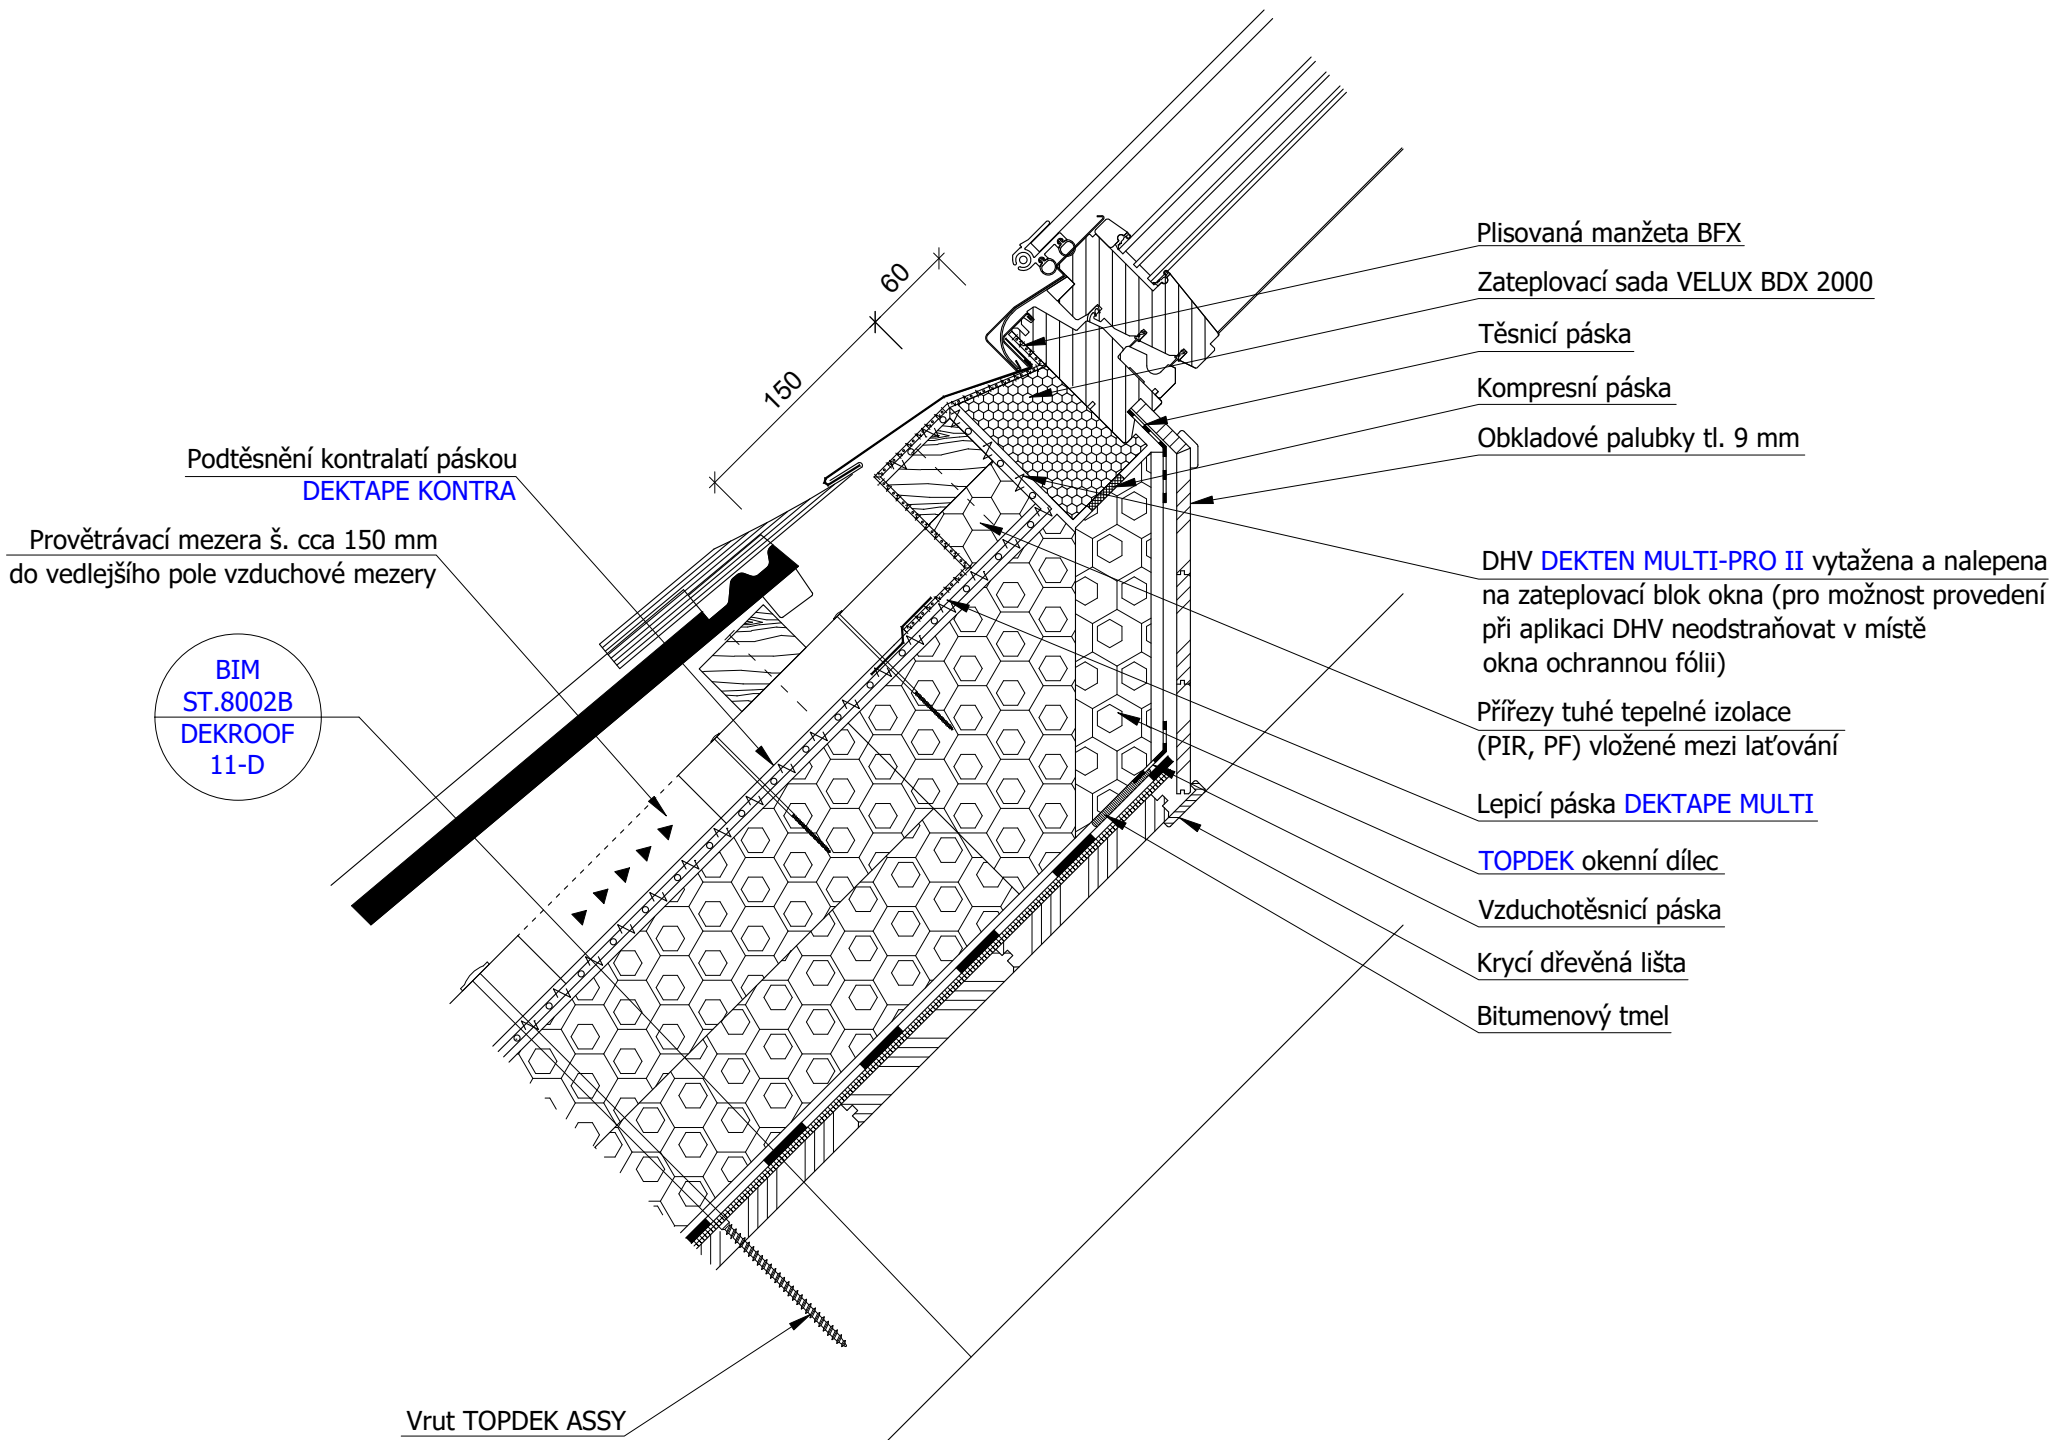 60
150
Plisovaná manžeta BFX
Zateplovací sada VELUX BDX 2000
Těsnicí páska
Kompresní páska
Obkladové palubky tl. 9 mm
Podtěsnění kontralatí páskou
DEKTAPE KONTRA
Provětrávací mezera š. cca 150 mm
do vedlejšího pole vzduchové mezery
BIM
ST.8002B
DEKROOF
11-D
DHV DEKTEN MULTI-PRO II vytažena a nalepena
na zateplovací blok okna (pro možnost provedení
při aplikaci DHV neodstraňovat v místě
okna ochrannou fólii)
Přířezy tuhé tepelné izolace
(PIR, PF) vložené mezi laťování
Lepicí páska DEKTAPE MULTI
TOPDEK okenní dílec
Vzduchotěsnicí páska
Krycí dřevěná lišta
Bitumenový tmel
Vrut TOPDEK ASSY